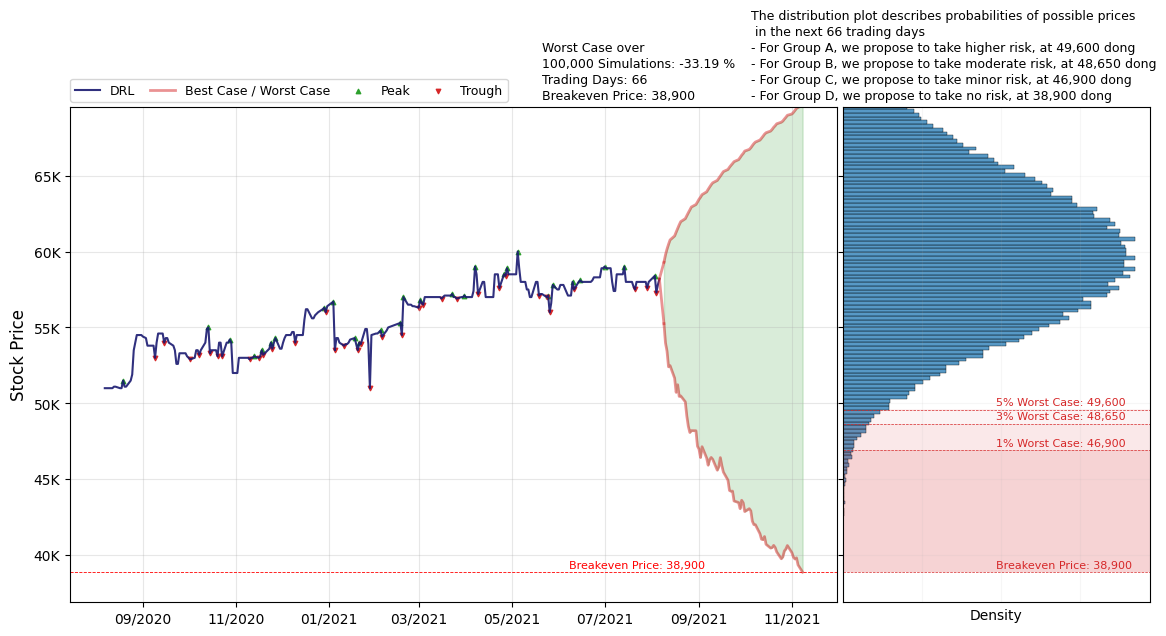 The distribution plot describes probabilities of possible prices
in the next 66 trading days
- For Group A, we propose to take higher risk, at 49,600 dong
- For Group B, we propose to take moderate risk, at 48,650 dong
- For Group C, we propose to take minor risk, at 46,900 dong
- For Group D, we propose to take no risk, at 38,900 dong
Worst Case over
100,000 Simulations: -33.19 %
Trading Days: 66
Breakeven Price: 38,900
DRL
Best Case / Worst Case
Peak
Trough
Stock Price
65K
60K
55K
50K
45K
40K
09/2020
11/2020
01/2021
03/2021
05/2021
07/2021
09/2021
11/2021
Breakeven Price: 38,900
5% Worst Case: 49,600
3% Worst Case: 48,650
1% Worst Case: 46,900
Breakeven Price: 38,900
Density